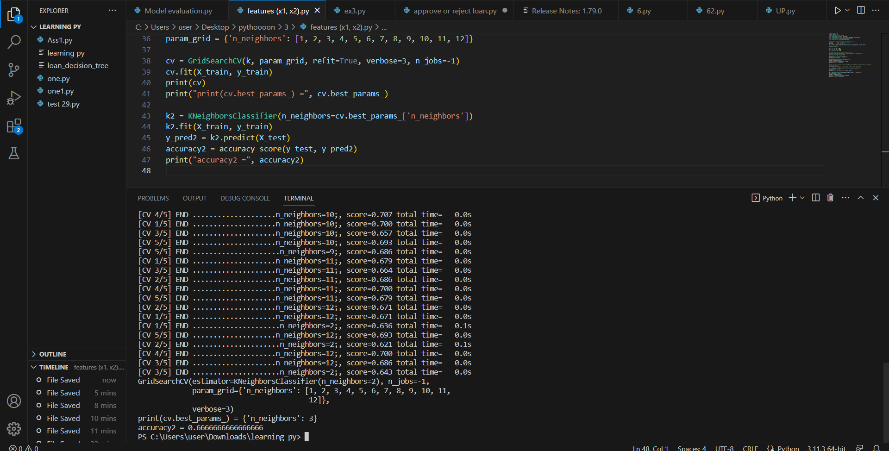 EXPLORER
LEARNING PY
Ass1.py
learning py
loan_decision_tree
one.py
one1.py
test 29.py
OUTLINE
TIMELINE features (x1, x2)....
File Saved now
File Saved 5 mins
File Saved 8 mins
File Saved 10 mins
File Saved 11 mins
Model evaluation.py
features (x1, x2).py
ex3.py
approve or reject loan.py
Release Notes: 1.79.0
6.py
62.py
UP.py
C: > Users > user > Desktop > pythoooorn > 3 > features (x1, x2).py > ...
36 param_grid = {'n_neighbors': [1, 2, 3, 4, 5, 6, 7, 8, 9, 10, 11, 12]}
37
38 cv = GridSearchCV(k, param_grid, refit=True, verbose=3, n_jobs=-1)
39 cv.fit(X_train, y_train)
40 print(cv)
41 print("print(cv.best_params_) =", cv.best_params_)
42
43 k2 = KNeighborsClassifier(n_neighbors=cv.best_params_['n_neighbors'])
44 k2.fit(X_train, y_train)
45 y_pred2 = k2.predict(X_test)
46 accuracy2 = accuracy_score(y_test, y_pred2)
47 print("accuracy2 =", accuracy2)
48
PROBLEMS OUTPUT DEBUG CONSOLE TERMINAL Python
[CV 4/5] END ....................n_neighbors=10;, score=0.707 total time= 0.0s
[CV 1/5] END ....................n_neighbors=10;, score=0.700 total time= 0.0s
[CV 3/5] END ....................n_neighbors=10;, score=0.657 total time= 0.0s
[CV 5/5] END ....................n_neighbors=10;, score=0.693 total time= 0.0s
[CV 5/5] END .....................n_neighbors=9;, score=0.686 total time= 0.0s
[CV 1/5] END ....................n_neighbors=11;, score=0.679 total time= 0.0s
[CV 3/5] END ....................n_neighbors=11;, score=0.664 total time= 0.0s
[CV 2/5] END ....................n_neighbors=11;, score=0.686 total time= 0.0s
[CV 4/5] END ....................n_neighbors=11;, score=0.700 total time= 0.0s
[CV 5/5] END ....................n_neighbors=11;, score=0.679 total time= 0.0s
[CV 2/5] END ....................n_neighbors=12;, score=0.671 total time= 0.0s
[CV 1/5] END ....................n_neighbors=12;, score=0.671 total time= 0.0s
[CV 1/5] END .....................n_neighbors=2;, score=0.636 total time= 0.1s
[CV 5/5] END ....................n_neighbors=12;, score=0.693 total time= 0.0s
[CV 2/5] END .....................n_neighbors=2;, score=0.621 total time= 0.1s
[CV 4/5] END ....................n_neighbors=12;, score=0.700 total time= 0.0s
[CV 3/5] END ....................n_neighbors=12;, score=0.686 total time= 0.0s
[CV 3/5] END .....................n_neighbors=2;, score=0.643 total time= 0.0s
GridSearchCV(estimator=KNeighborsClassifier(n_neighbors=2), n_jobs=-1,
param_grid={'n_neighbors': [1, 2, 3, 4, 5, 6, 7, 8, 9, 10, 11,
12]},
verbose=3)
print(cv.best_params_) = {'n_neighbors': 3}
accuracy2 = 0.6666666666666666
PS C:\Users\user\Downloads\learning py>
0 0 Ln 48, Col 1 Spaces: 4 UTF-8 CRLF Python 3.11.3 64-bit